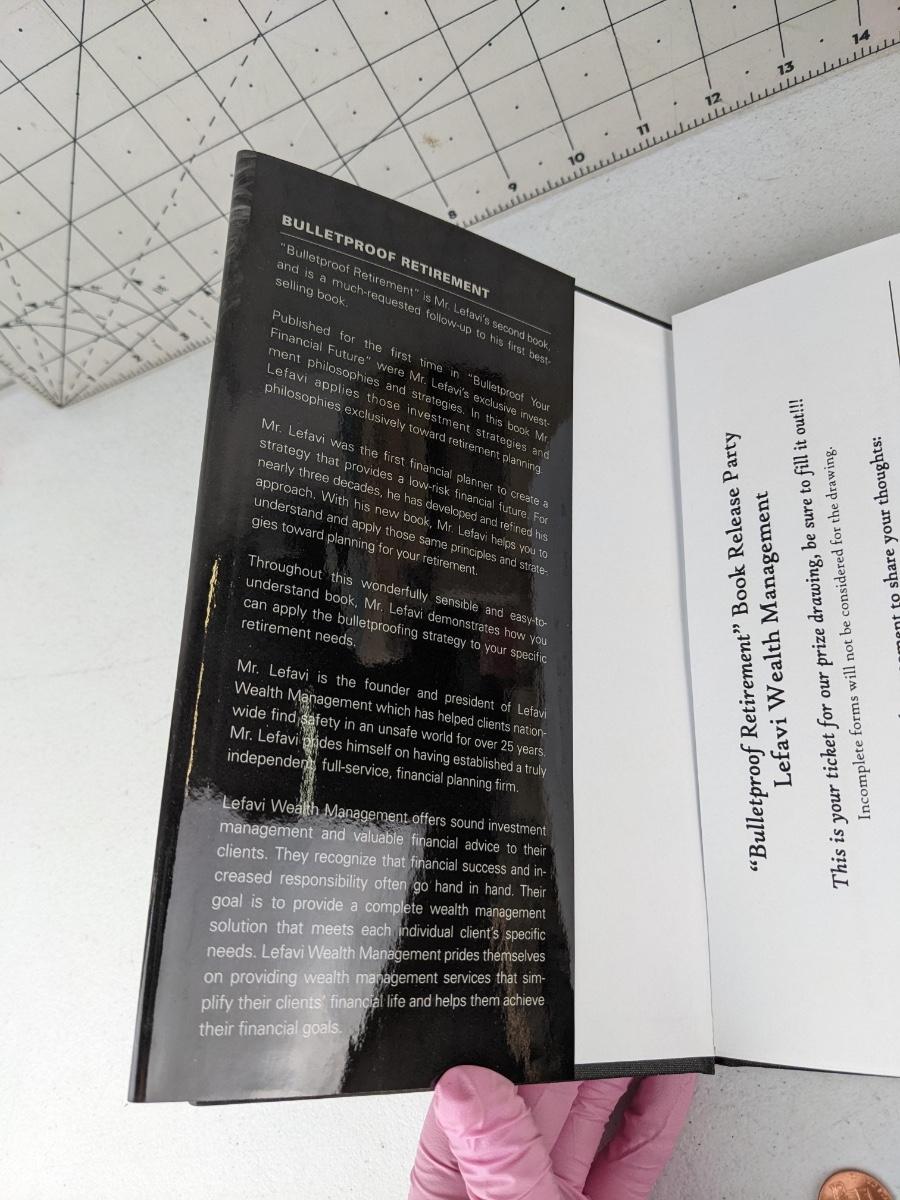 8
9
10
11
12
13
14
BULLETPROOF RETIREMENT
"Bulletproof Retirement" is Mr. Lefavi's second book,
and is a much-requested follow-up to his first best-
selling book.
Published for the first time in "Bulletproof Your
Financial Future" were Mr. Lefavi's exclusive invest-
ment philosophies and strategies. In this book Mr.
Lefavi applies those investment strategies and
philosophies exclusively toward retirement planning.
Mr. Lefavi was the first financial planner to create a
strategy that provides a low-risk financial future. For
nearly three decades, he has developed and refined his
approach. With his new book, Mr. Lefavi helps you to
understand and apply those same principles and strate-
gies toward planning for your retirement.
Throughout this wonderfully sensible and easy-to-
understand book, Mr. Lefavi demonstrates how you
can apply the bulletproofing strategy to your specific
retirement needs.
Mr. Lefavi is the founder and president of Lefavi
Wealth Management which has helped clients nation-
wide find safety in an unsafe world for over 25 years.
Mr. Lefavi prides himself on having established a truly
independent, full-service, financial planning firm.
Lefavi Wealth Management offers sound investment
management and valuable financial advice to their
clients. They recognize that financial success and in-
creased responsibility often go hand in hand. Their
goal is to provide a complete wealth management
solution that meets each individual client's specific
needs. Lefavi Wealth Management prides themselves
on providing wealth management services that sim-
plify their clients' financial life and helps them achieve
their financial goals.
"Bulletproof Retirement" Book Release Party
Lefavi Wealth Management
This is your ticket for our prize drawing, be sure to fill it out!!!
Incomplete forms will not be considered for the drawing.
to share your thoughts: